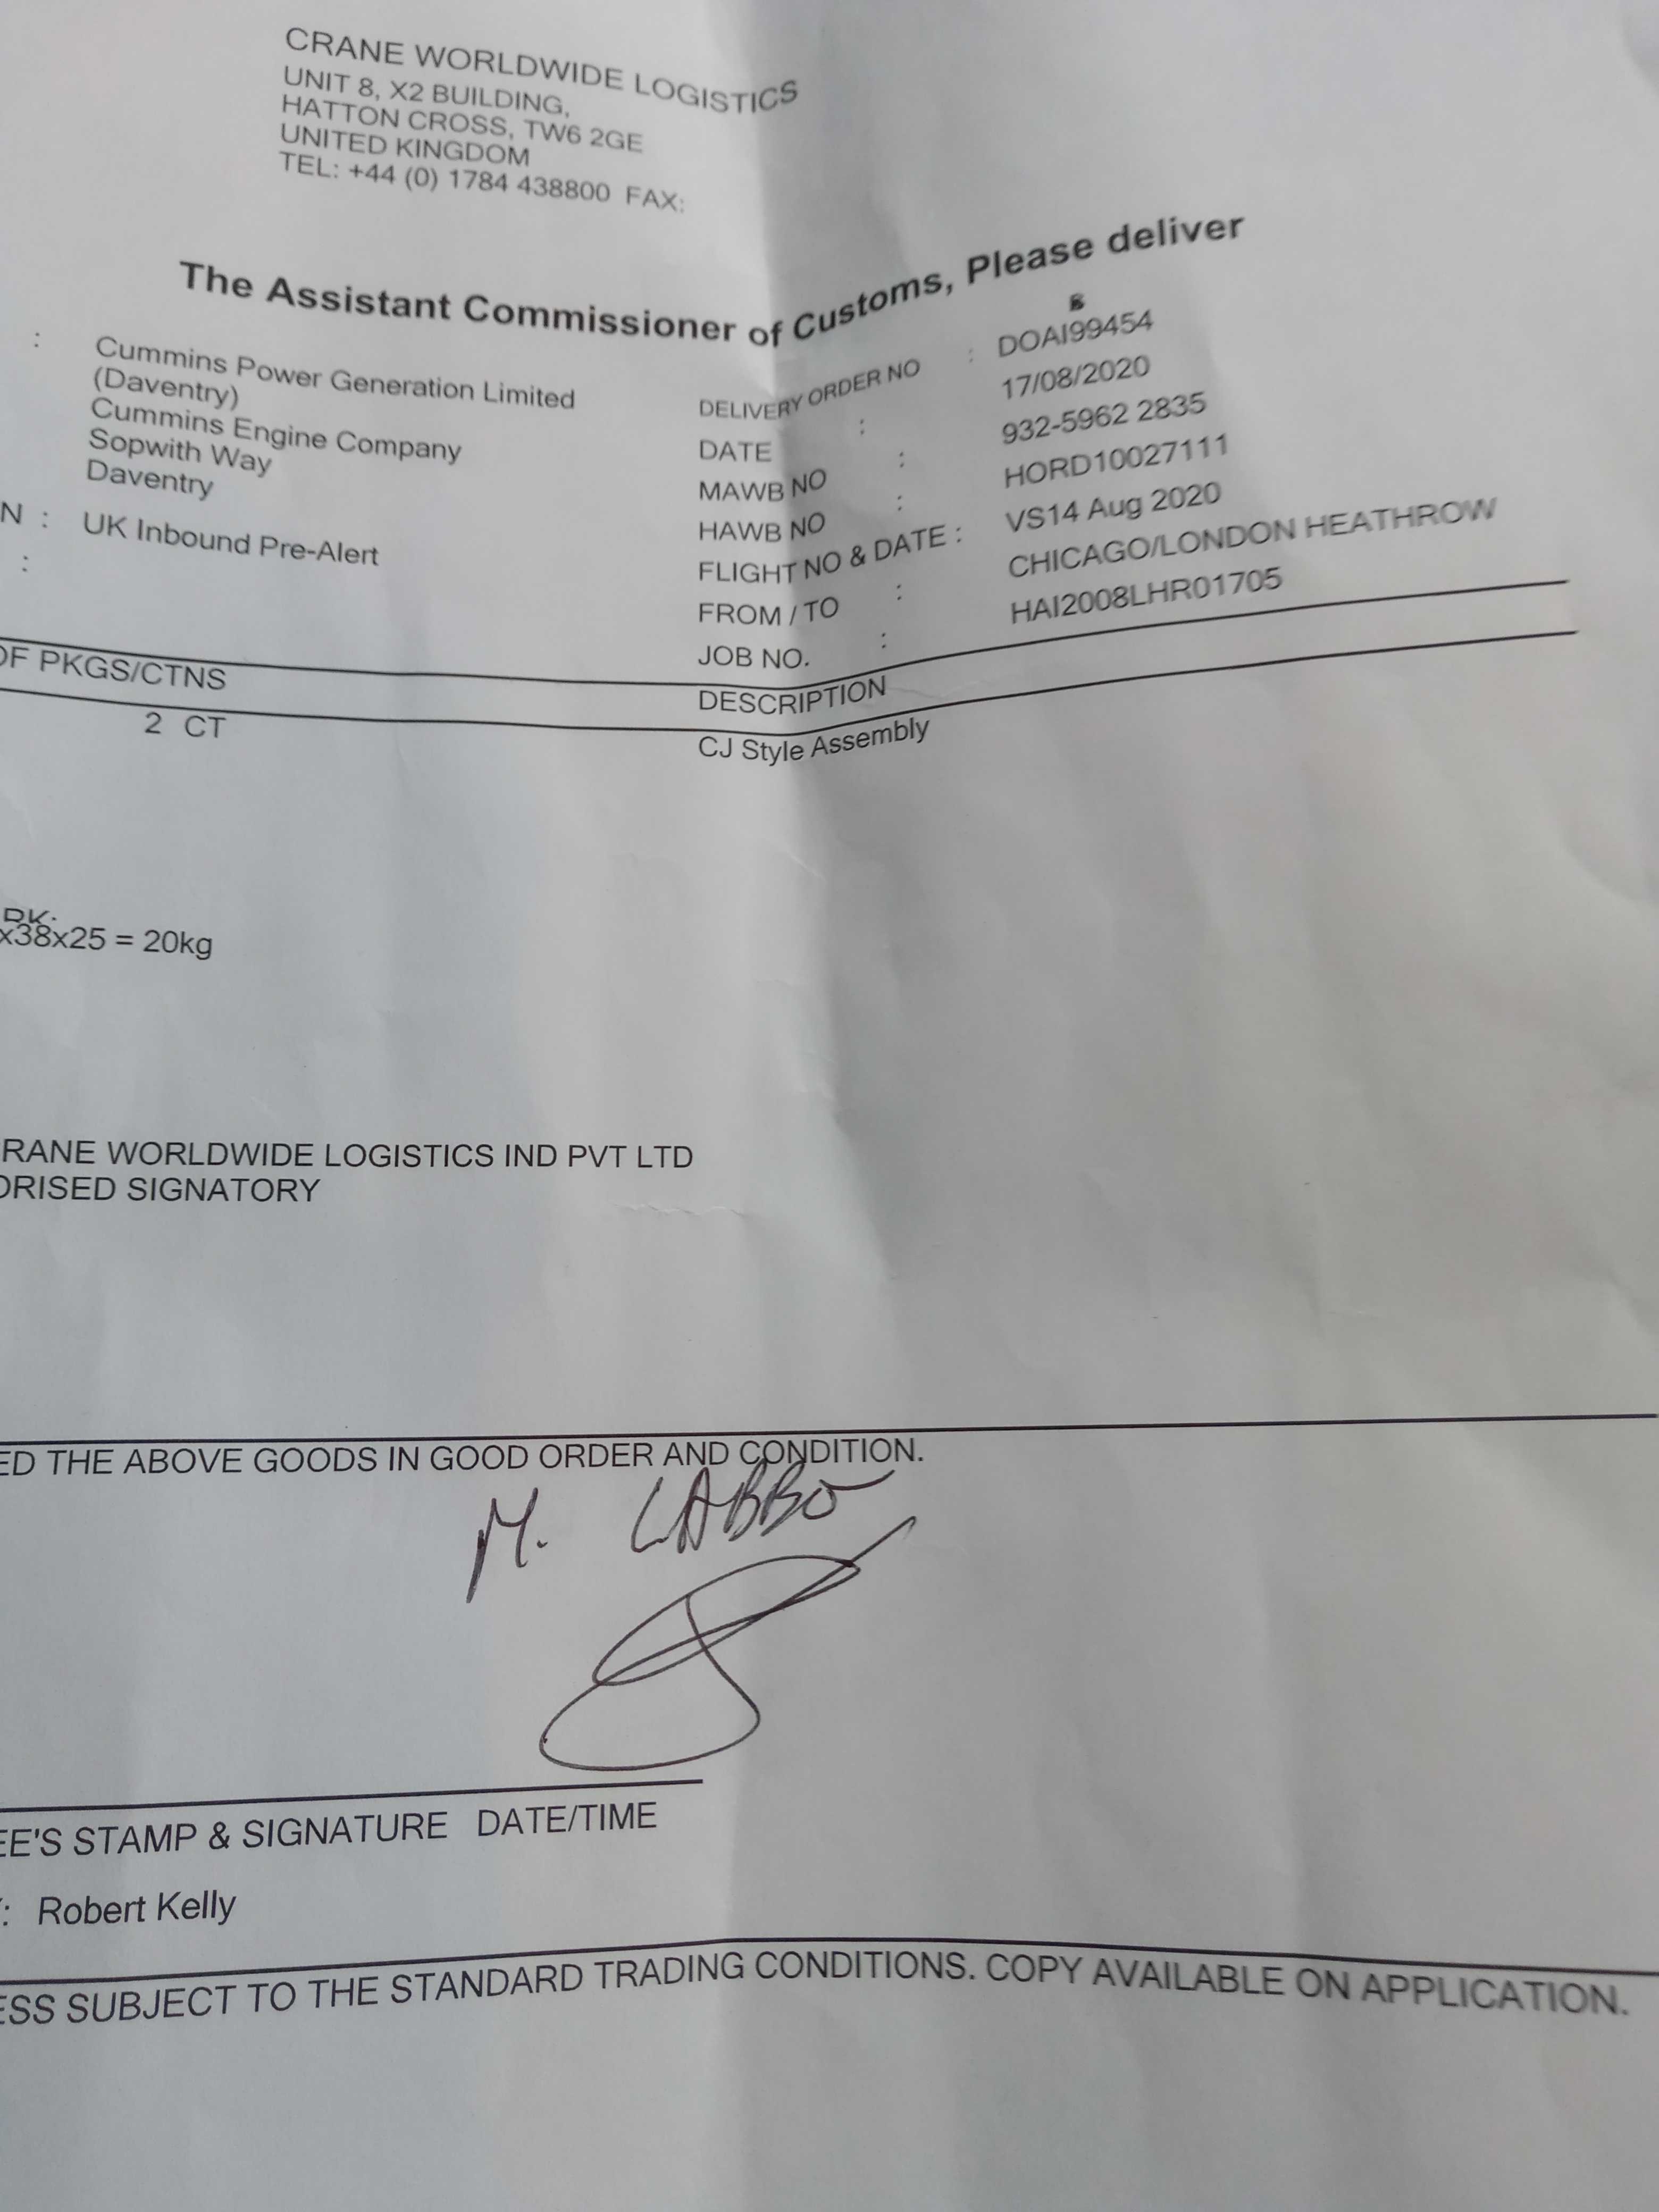 CRANE WORLDWIDE LOGISTICS
UNIT 8, X2 BUILDING,
HATTON CROSS, TW6 2GE
UNITED KINGDOM
TEL: +44 (0) 1784 438800 FAX:
The Assistant Commissioner of Customs, Please deliver
: Cummins Power Generation Limited
(Daventry)
Cummins Engine Company
Sopwith Way
Daventry
N : UK Inbound Pre-Alert
:
DELIVERY ORDER NO : DOAI99454
DATE : 17/08/2020
MAWB NO : 932-5962 2835
HAWB NO : HORD10027111
FLIGHT NO & DATE : VS14 Aug 2020
FROM / TO : CHICAGO/LONDON HEATHROW
JOB NO. : HAI2008LHR01705
OF PKGS/CTNS DESCRIPTION
2 CT CJ Style Assembly
RK:
x38x25 = 20kg
RANE WORLDWIDE LOGISTICS IND PVT LTD
ORISED SIGNATORY
ED THE ABOVE GOODS IN GOOD ORDER AND CONDITION.
M. LABBO
EE'S STAMP & SIGNATURE DATE/TIME
: Robert Kelly
ESS SUBJECT TO THE STANDARD TRADING CONDITIONS. COPY AVAILABLE ON APPLICATION.